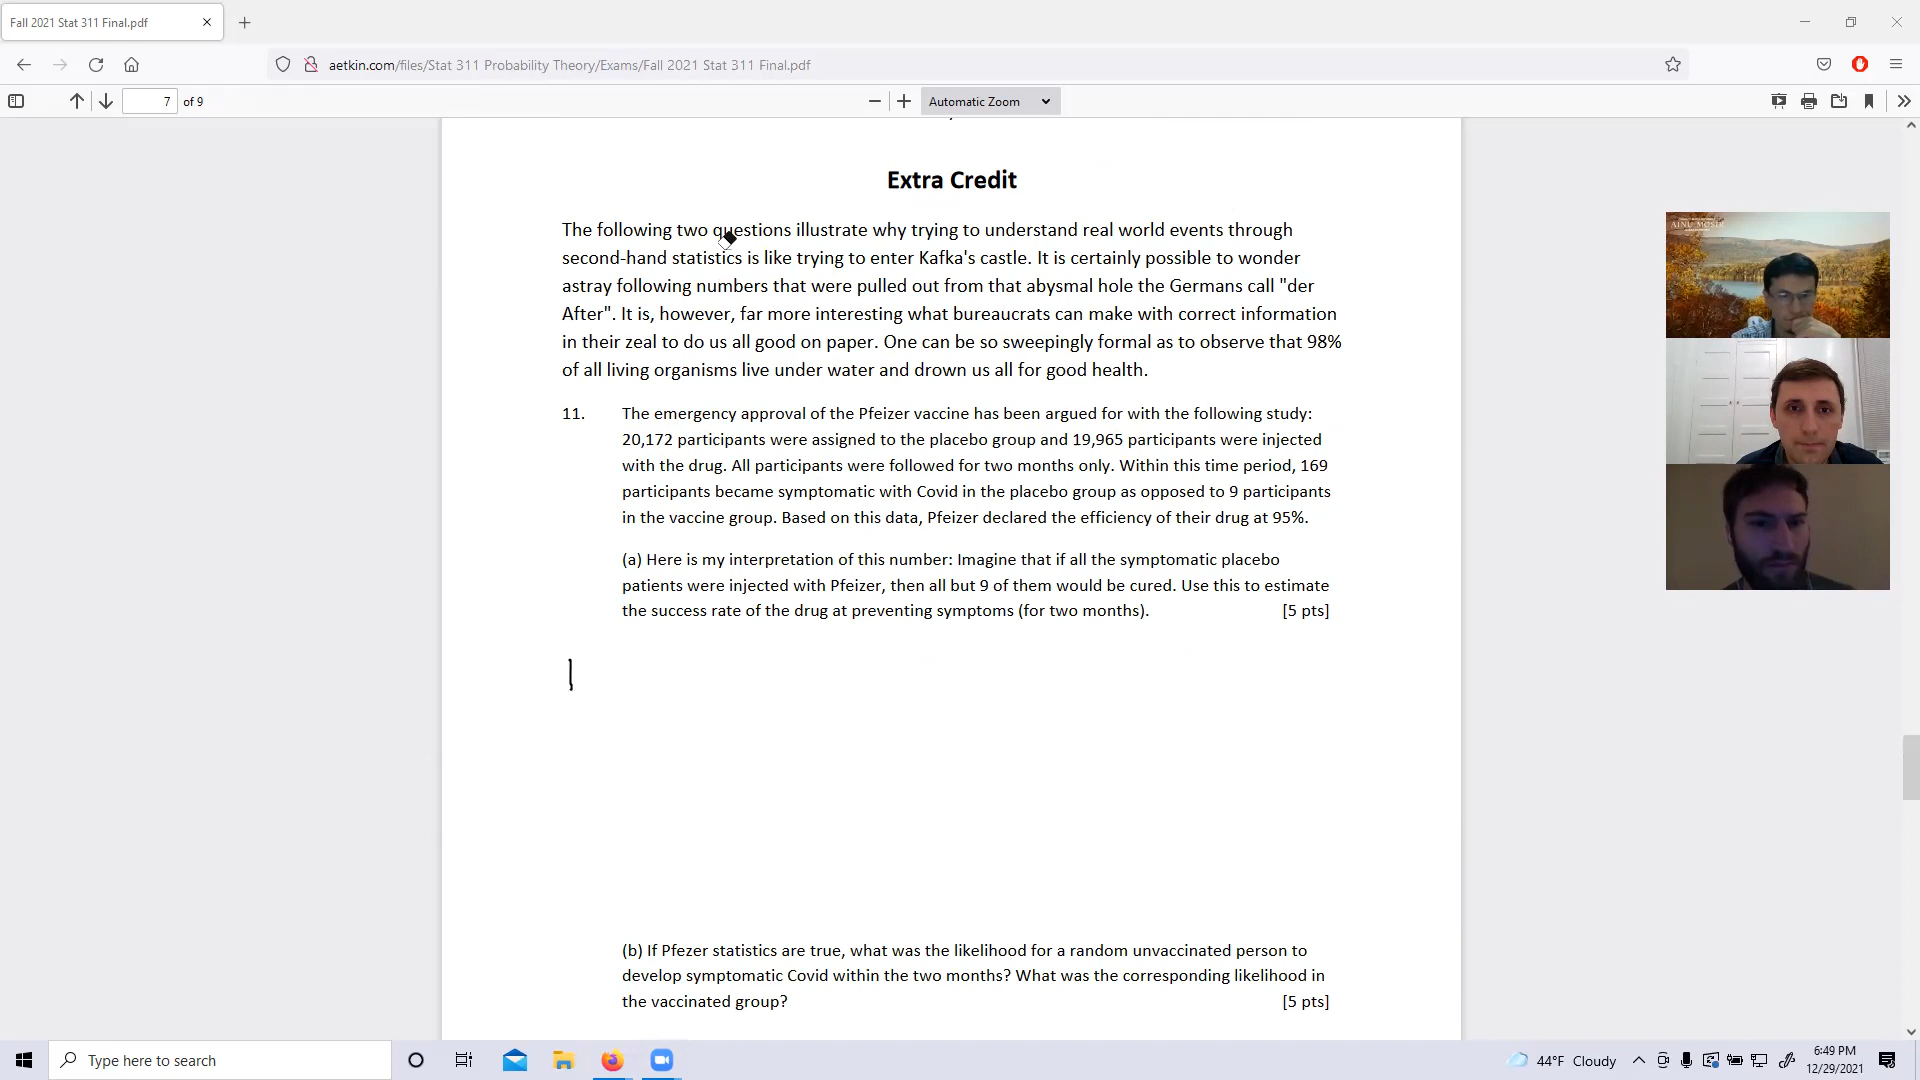 Fall 2021 Stat 311 Final.pdf
aetkin.com/files/Stat 311 Probability Theory/Exams/Fall 2021 Stat 311 Final.pdf
7 of 9
Automatic Zoom
Extra Credit
The following two questions illustrate why trying to understand real world events through
second-hand statistics is like trying to enter Kafka's castle. It is certainly possible to wonder
astray following numbers that were pulled out from that abysmal hole the Germans call "der
After". It is, however, far more interesting what bureaucrats can make with correct information
in their zeal to do us all good on paper. One can be so sweepingly formal as to observe that 98%
of all living organisms live under water and drown us all for good health.
11. The emergency approval of the Pfeizer vaccine has been argued for with the following study:
20,172 participants were assigned to the placebo group and 19,965 participants were injected
with the drug. All participants were followed for two months only. Within this time period, 169
participants became symptomatic with Covid in the placebo group as opposed to 9 participants
in the vaccine group. Based on this data, Pfeizer declared the efficiency of their drug at 95%.
(a) Here is my interpretation of this number: Imagine that if all the symptomatic placebo
patients were injected with Pfeizer, then all but 9 of them would be cured. Use this to estimate
the success rate of the drug at preventing symptoms (for two months). [5 pts]
(b) If Pfezer statistics are true, what was the likelihood for a random unvaccinated person to
develop symptomatic Covid within the two months? What was the corresponding likelihood in
the vaccinated group? [5 pts]
Type here to search
44°F Cloudy
6:49 PM
12/29/2021